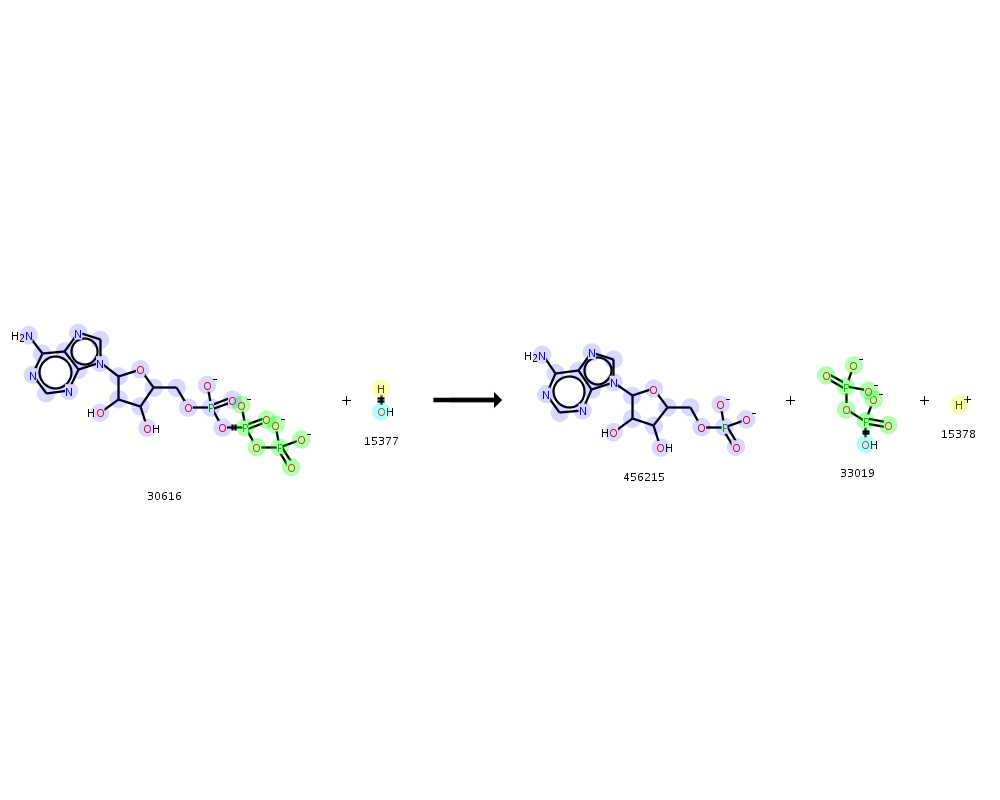 H2N N N N N O HO OH O P O⁻ O O P O⁻ O O P O⁻ O⁻ O
30616
+
H
OH
15377
H2N N N N N O HO OH O P O⁻ O⁻ O
456215
+
O⁻ O P O⁻ O⁻ O P O OH
33019
+
H⁺
15378